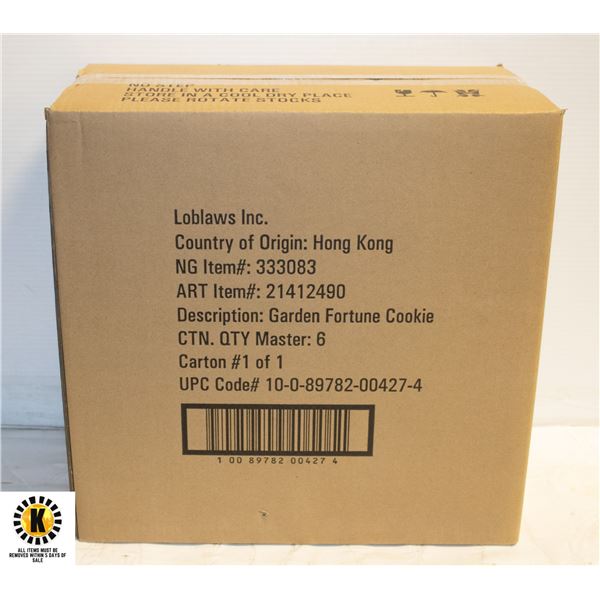 NO STEP
HANDLE WITH CARE
STORE IN A COOL DRY PLACE
PLEASE ROTATE STOCKS
Loblaws Inc.
Country of Origin: Hong Kong
NG Item#: 333083
ART Item#: 21412490
Description: Garden Fortune Cookie
CTN. QTY Master: 6
Carton #1 of 1
UPC Code# 10-0-89782-00427-4
1 00 89782 00427 4
K
ALL ITEMS MUST BE
REMOVED WITHIN 5 DAYS OF
SALE